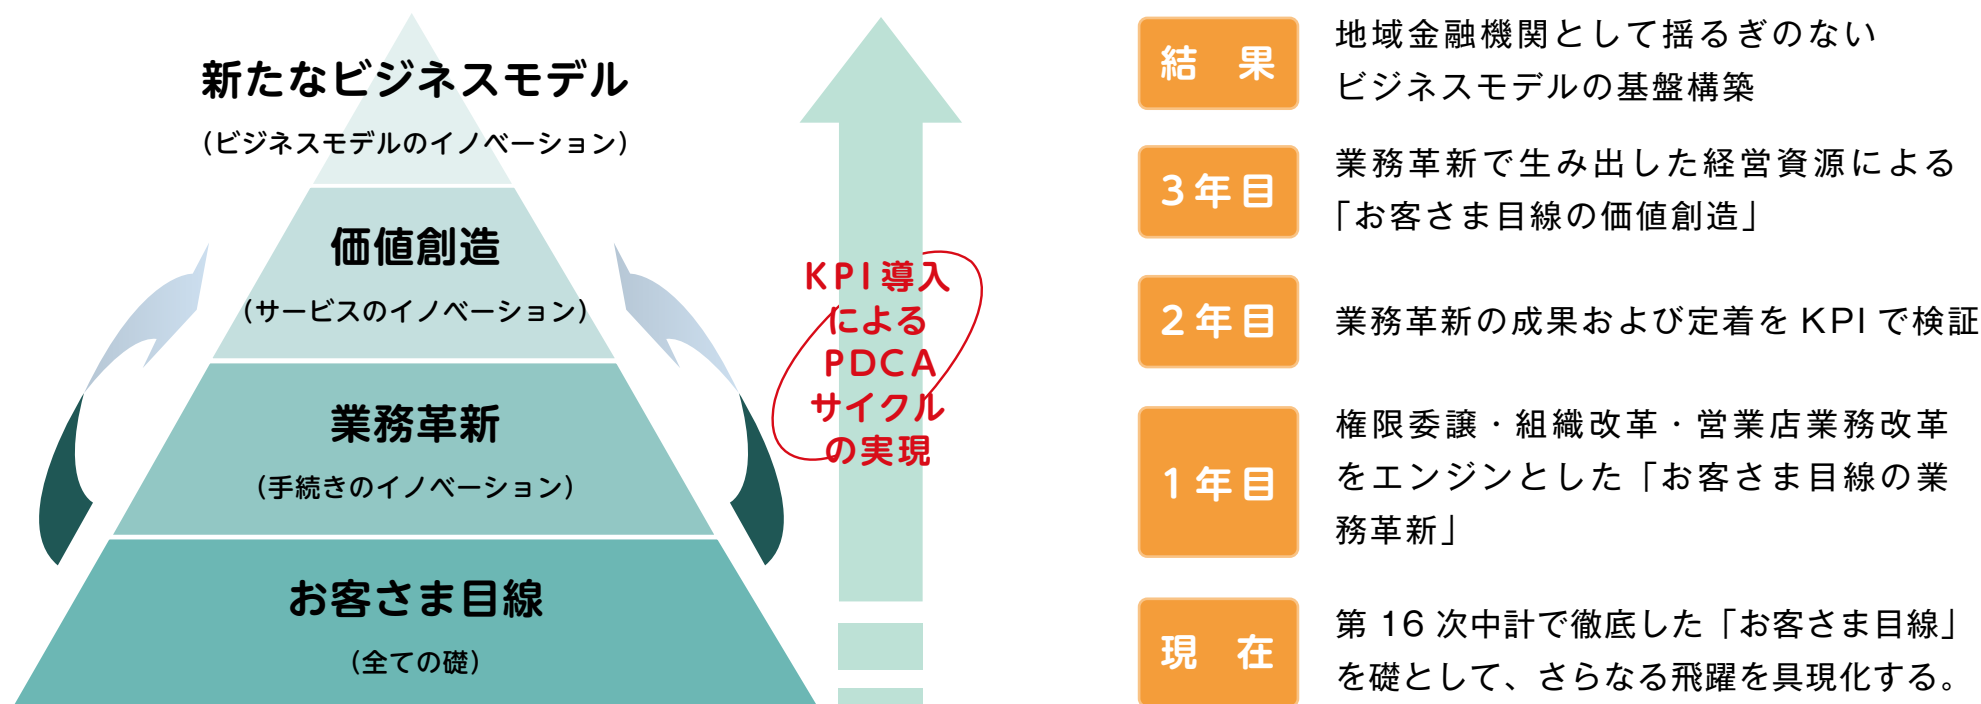 新たなビジネスモデル
（ビジネスモデルのイノベーション）
価値創造
（サービスのイノベーション）
業務革新
（手続きのイノベーション）
お客さま目線
（全ての礎）
KPI導入
による
PDCA
サイクル
の実現
結　果
地域金融機関として揺るぎのない
ビジネスモデルの基盤構築
3年目
業務革新で生み出した経営資源による
「お客さま目線の価値創造」
2年目
業務革新の成果および定着をKPIで検証
1年目
権限委譲・組織改革・営業店業務改革
をエンジンとした「お客さま目線の業
務革新」
現　在
第16次中計で徹底した「お客さま目線」
を礎として、さらなる飛躍を具現化する。